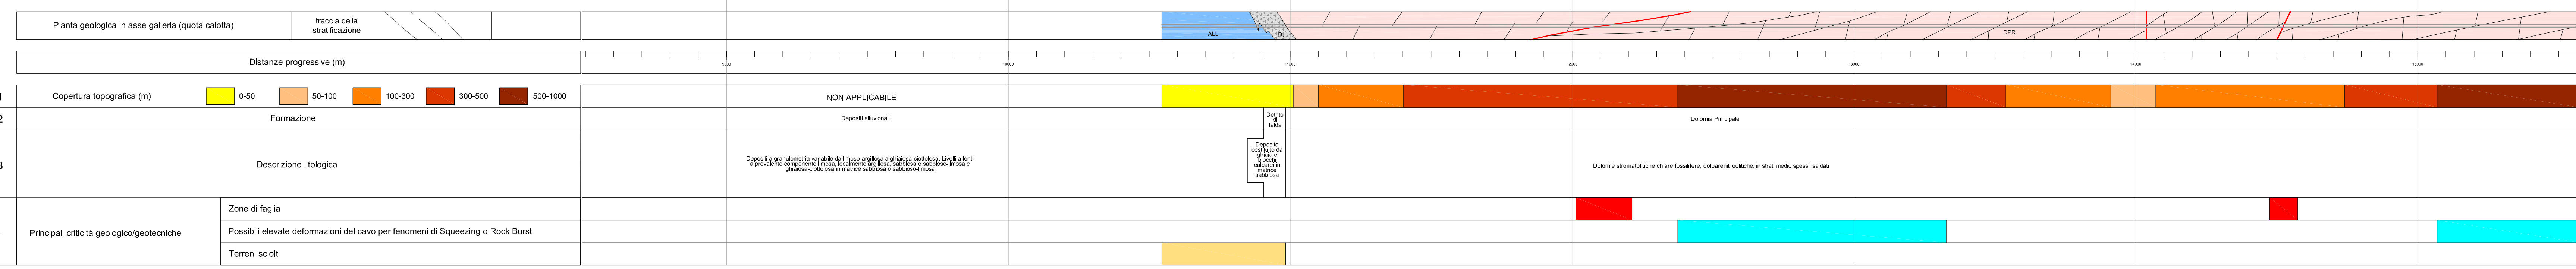 Pianta geologica in asse galleria (quota calotta)
traccia della
stratificazione
ALL
Dt
DPR
Distanze progressive (m)
9000
10000
11000
12000
13000
14000
15000
Copertura topografica (m)
0-50
50-100
100-300
300-500
500-1000
NON APPLICABILE
2
Formazione
Depositi alluvionali
Detrito
di
falda
Dolomia Principale
Descrizione litologica
Depositi a granulometria variabile da limoso-argillosa a ghiaiosa-ciottolosa. Livelli a lenti
a prevalente componente limosa, localmente argillosa, sabbiosa o sabbioso-limosa e
ghiaiosa-ciottolosa in matrice sabbiosa o sabbioso-limosa
Deposito
costituito da
ghiaia e
blocchi
calcarei in
matrice
sabbiosa
Dolomie stromatolitiche chiare fossilifere, doloareniti oolitiche, in strati medio spessi, saldati
Principali criticità geologico/geotecniche
Zone di faglia
Possibili elevate deformazioni del cavo per fenomeni di Squeezing o Rock Burst
Terreni sciolti